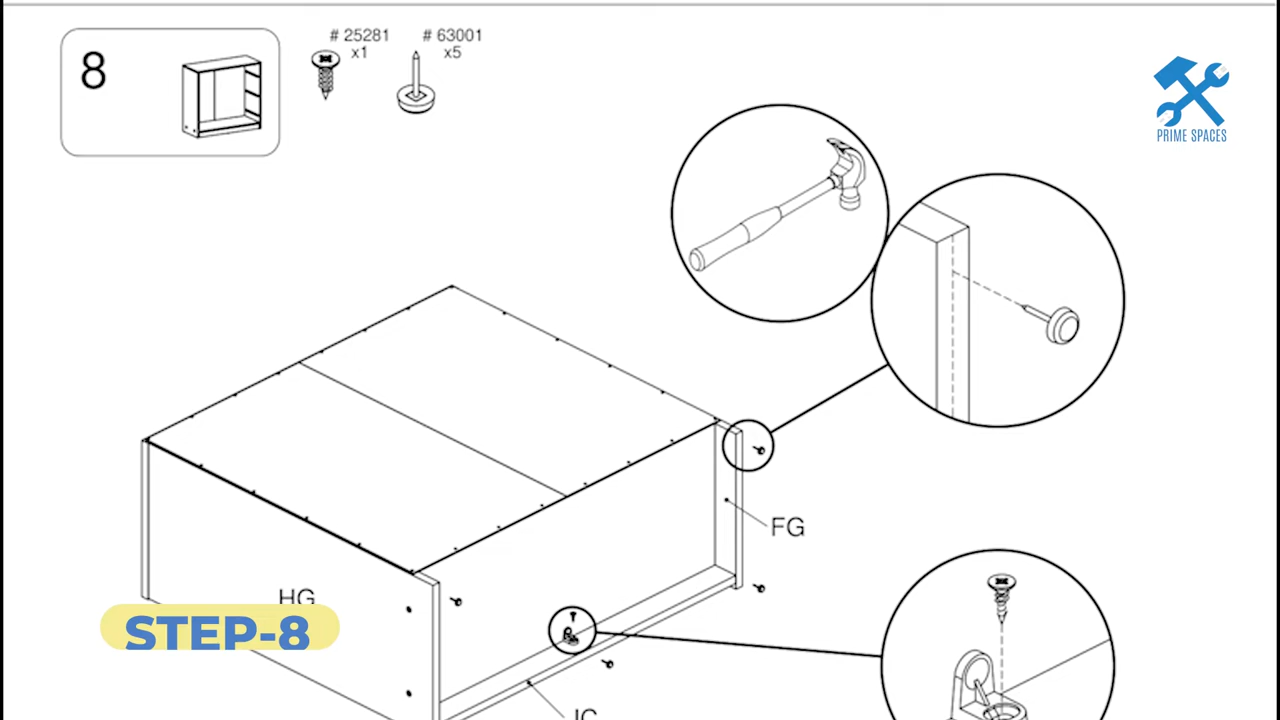 8
# 25281
x1
# 63001
x5
PRIME SPACES
FG
HG
STEP-8